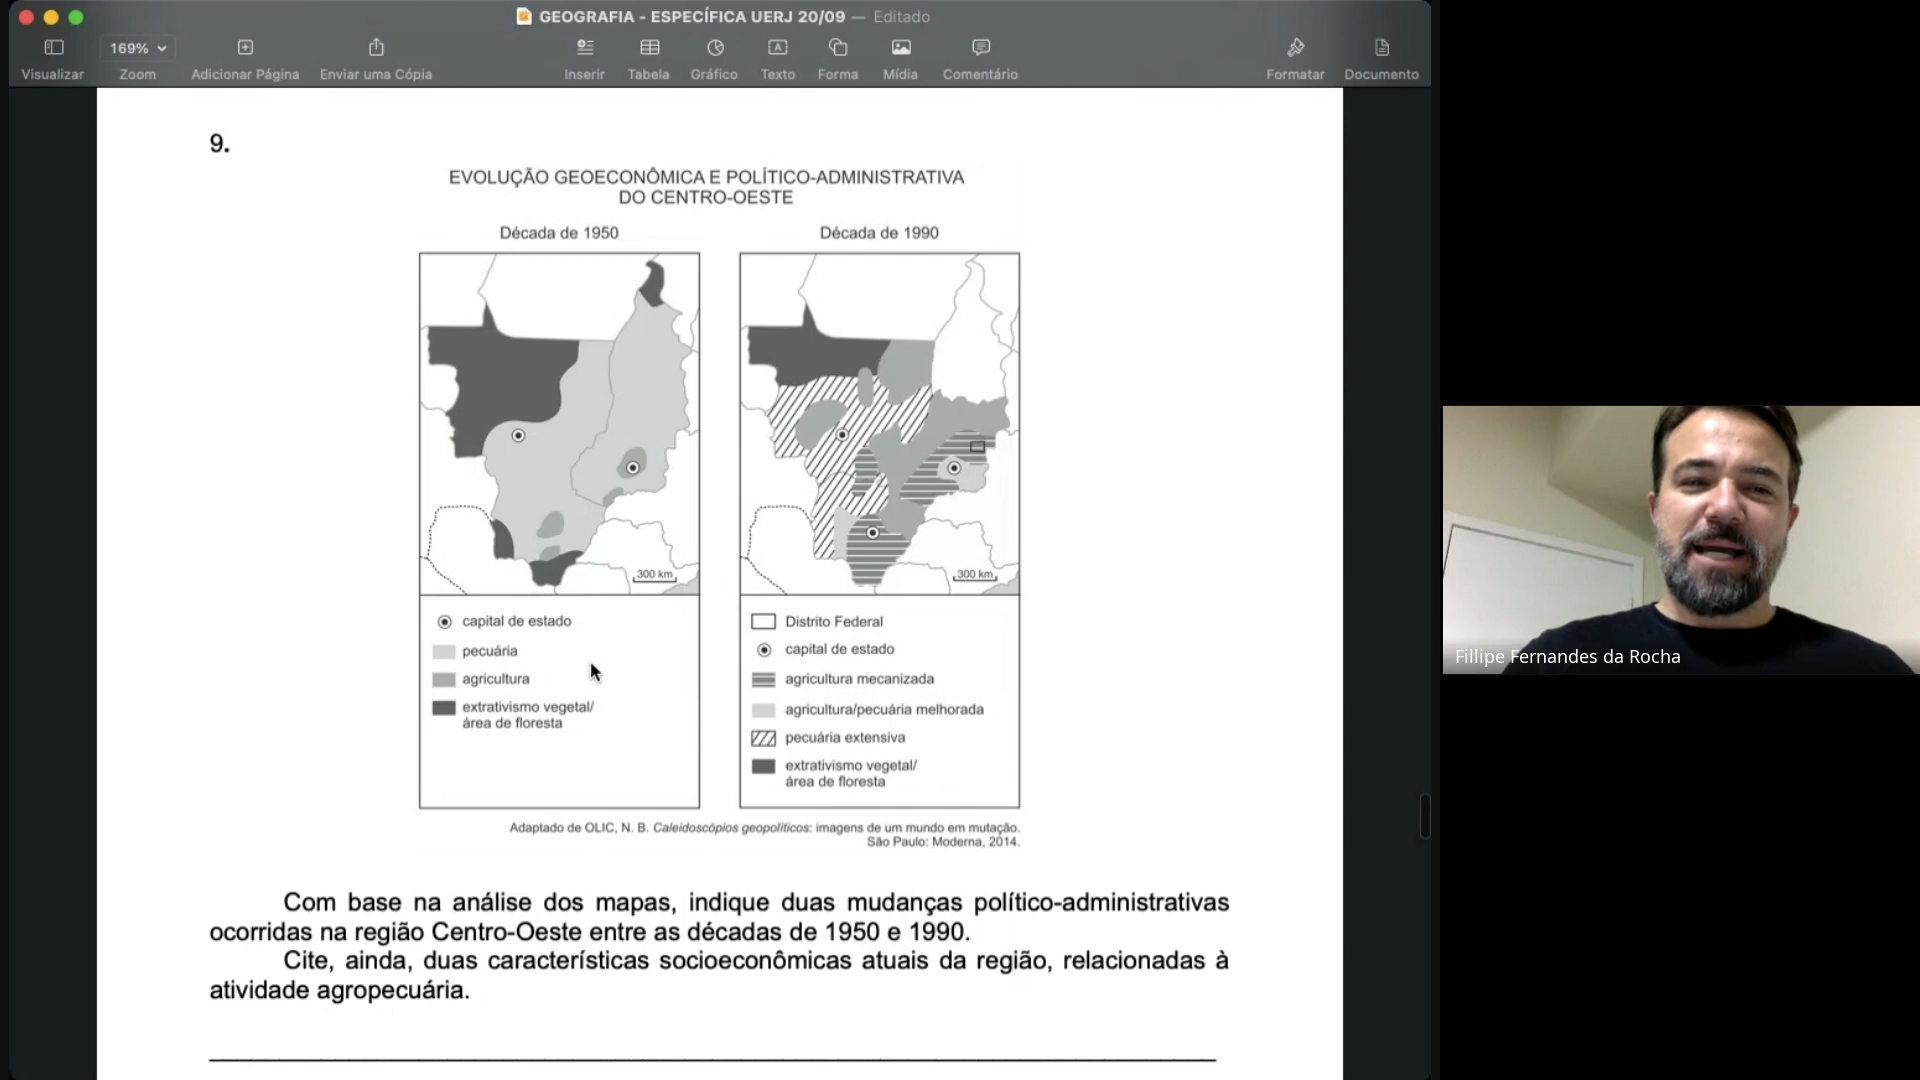 GEOGRAFIA - ESPECÍFICA UERJ 20/09 — Editado
169%
Visualizar Zoom Adicionar Página Enviar uma Cópia Inserir Tabela Gráfico Texto Forma Mídia Comentário Formatar Documento
9.
EVOLUÇÃO GEOECONÔMICA E POLÍTICO-ADMINISTRATIVA
DO CENTRO-OESTE
Década de 1950
300 km
capital de estado
pecuária
agricultura
extrativismo vegetal/
área de floresta
Década de 1990
300 km
Distrito Federal
capital de estado
agricultura mecanizada
agricultura/pecuária melhorada
pecuária extensiva
extrativismo vegetal/
área de floresta
Adaptado de OLIC, N. B. Caleidoscópios geopolíticos: imagens de um mundo em mutação.
São Paulo: Moderna, 2014.
Com base na análise dos mapas, indique duas mudanças político-administrativas
ocorridas na região Centro-Oeste entre as décadas de 1950 e 1990.
Cite, ainda, duas características socioeconômicas atuais da região, relacionadas à
atividade agropecuária.
Fillipe Fernandes da Rocha